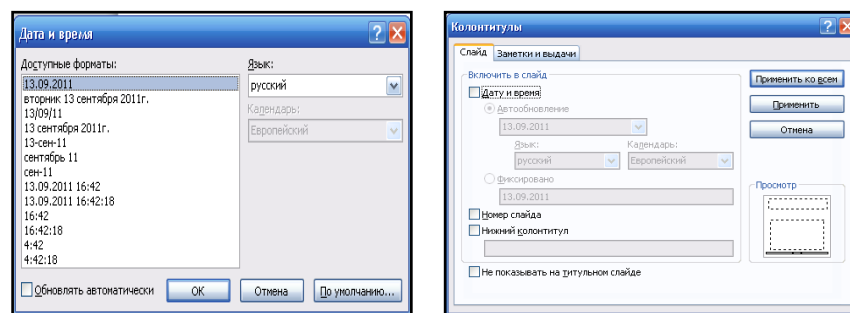 Дата и время
Доступные форматы:
Язык:
13.09.2011
вторник 13 сентября 2011г.
13/09/11
13 сентября 2011г.
13-сен-11
сентябрь 11
сен-11
13.09.2011 16:42
13.09.2011 16:42:18
16:42
16:42:18
4:42
4:42:18
русский
Календарь:
Европейский
Обновлять автоматически
ОК
Отмена
По умолчанию...
Колонтитулы
Слайд
Заметки и выдачи
Включить в слайд
Дату и время
Автообновление
13.09.2011
Язык:
Календарь:
русский
Европейский
Фиксировано
13.09.2011
Номер слайда
Нижний колонтитул
Не показывать на титульном слайде
Применить ко всем
Применить
Отмена
Просмотр